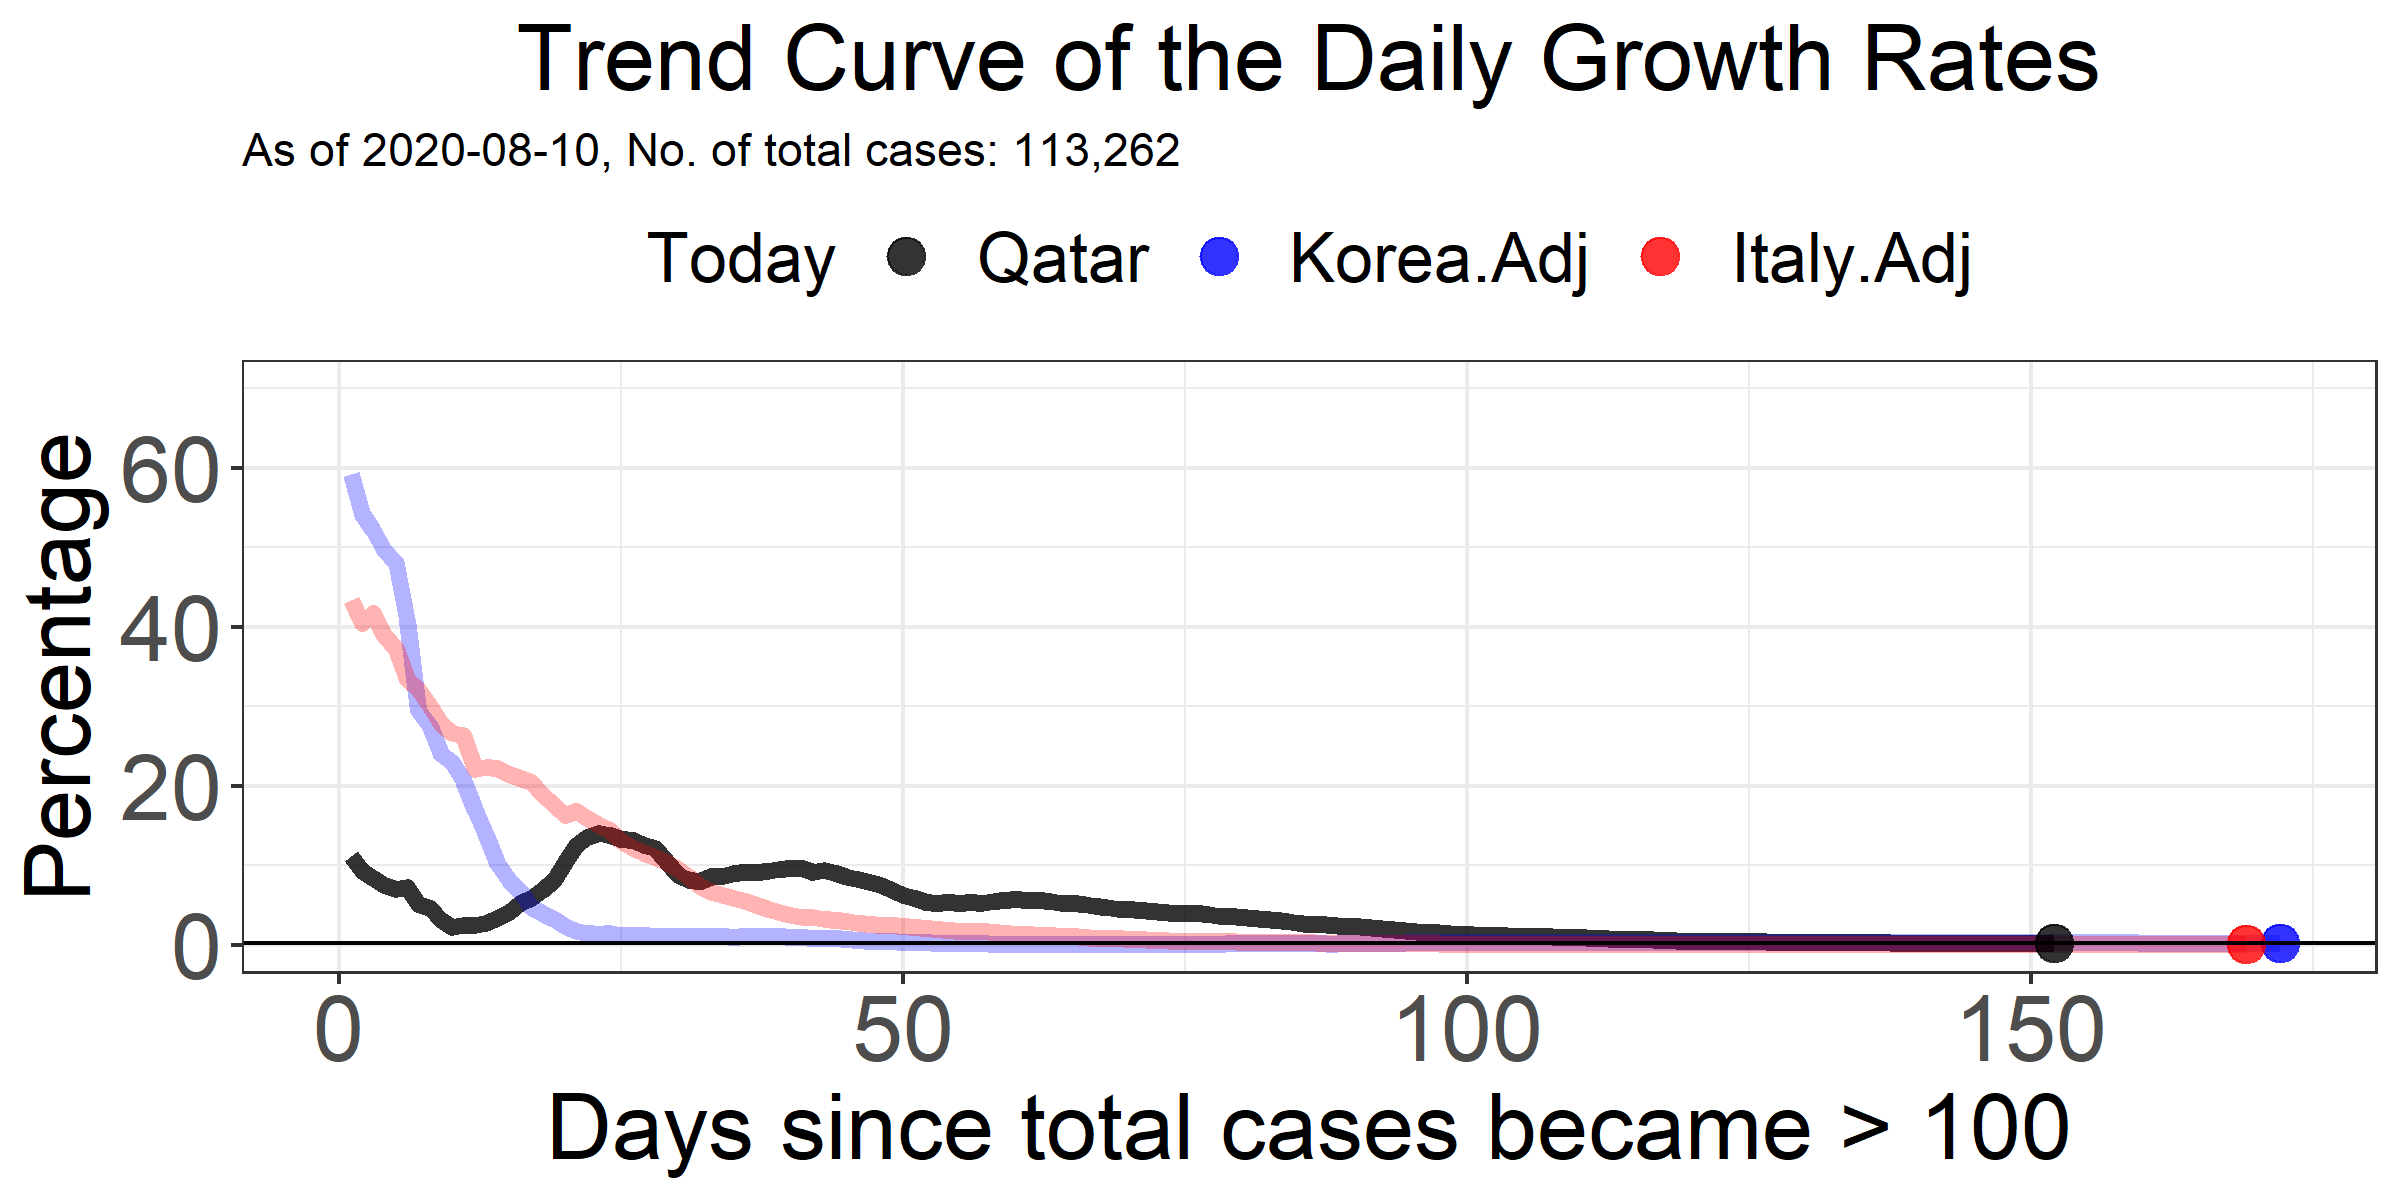 Trend Curve of the Daily Growth Rates
As of 2020-08-10, No. of total cases: 113,262
Today Qatar Korea.Adj Italy.Adj
Percentage
60
40
20
0
0 50 100 150
Days since total cases became > 100